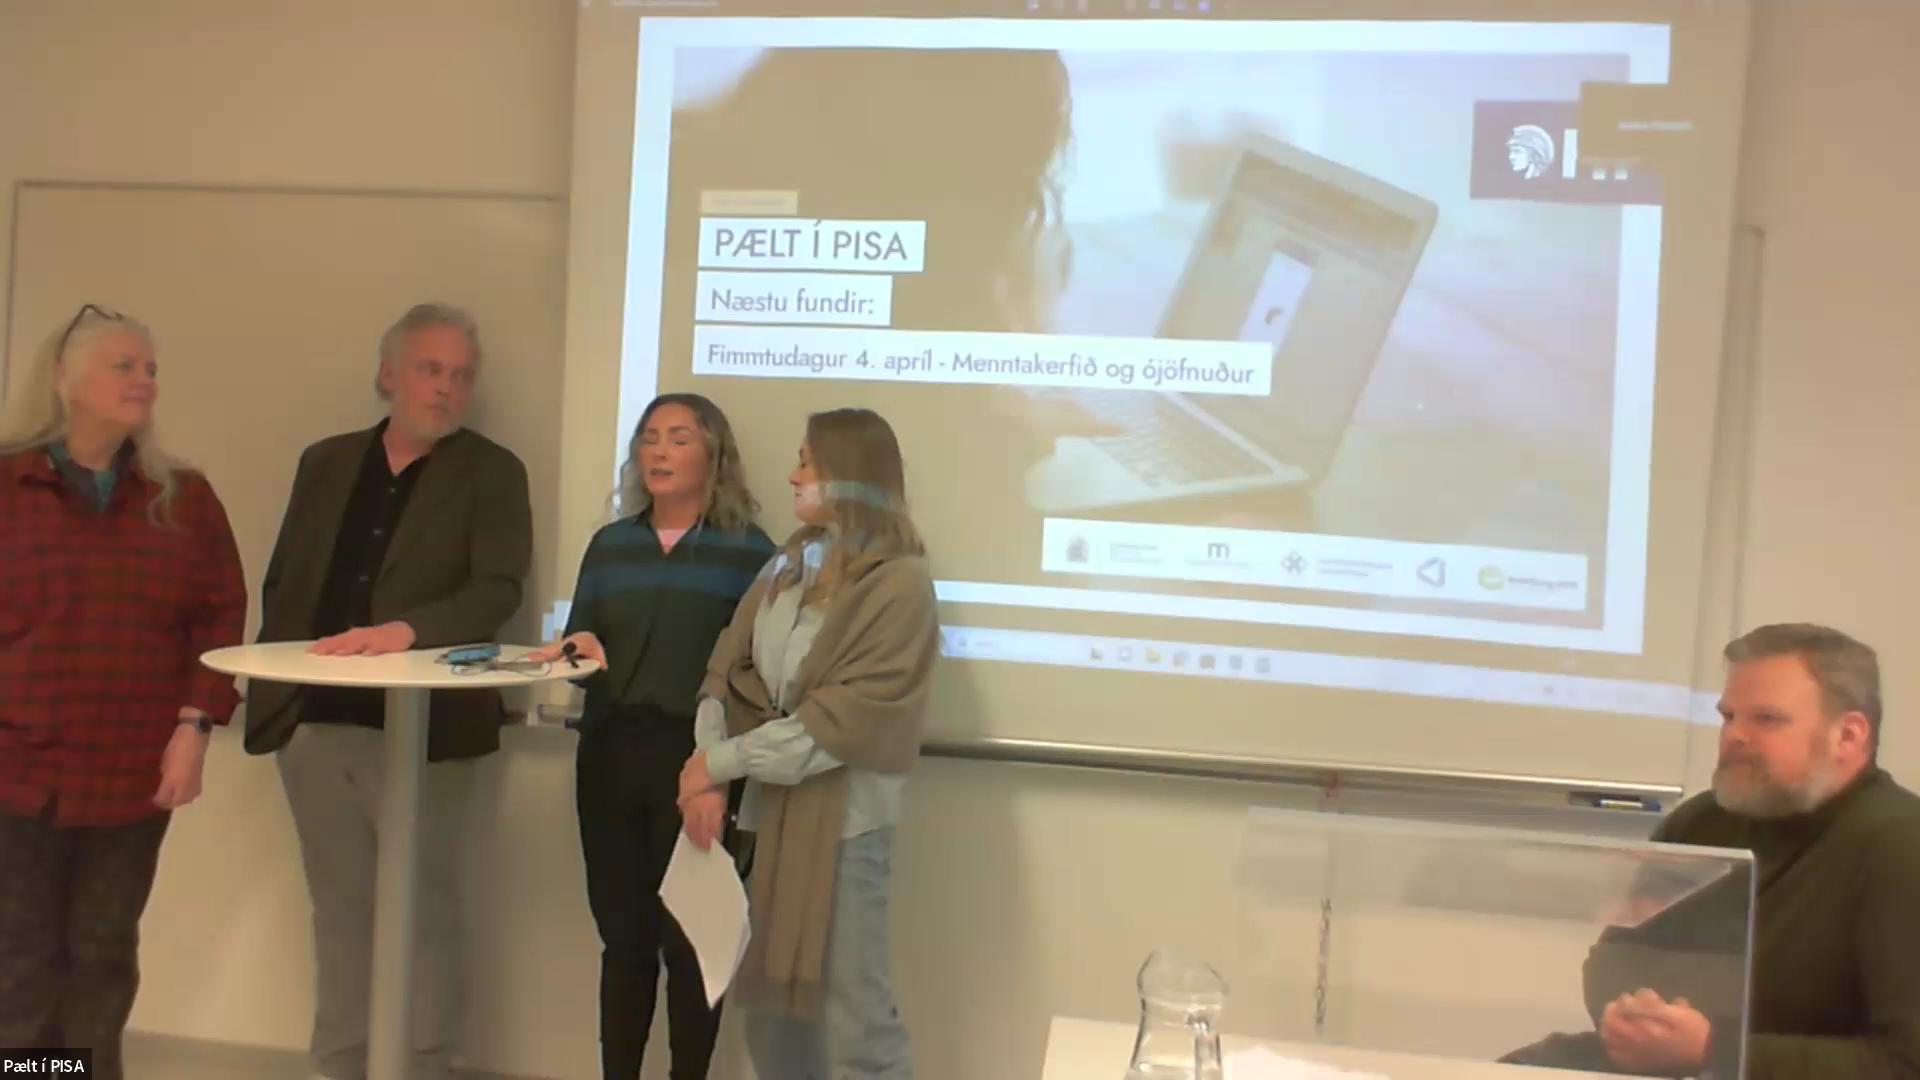 PÆLT Í PISA
Næstu fundir:
Fimmtudagur 4. apríl - Menntakerfið og ójöfnuður
m
Pælt í PISA